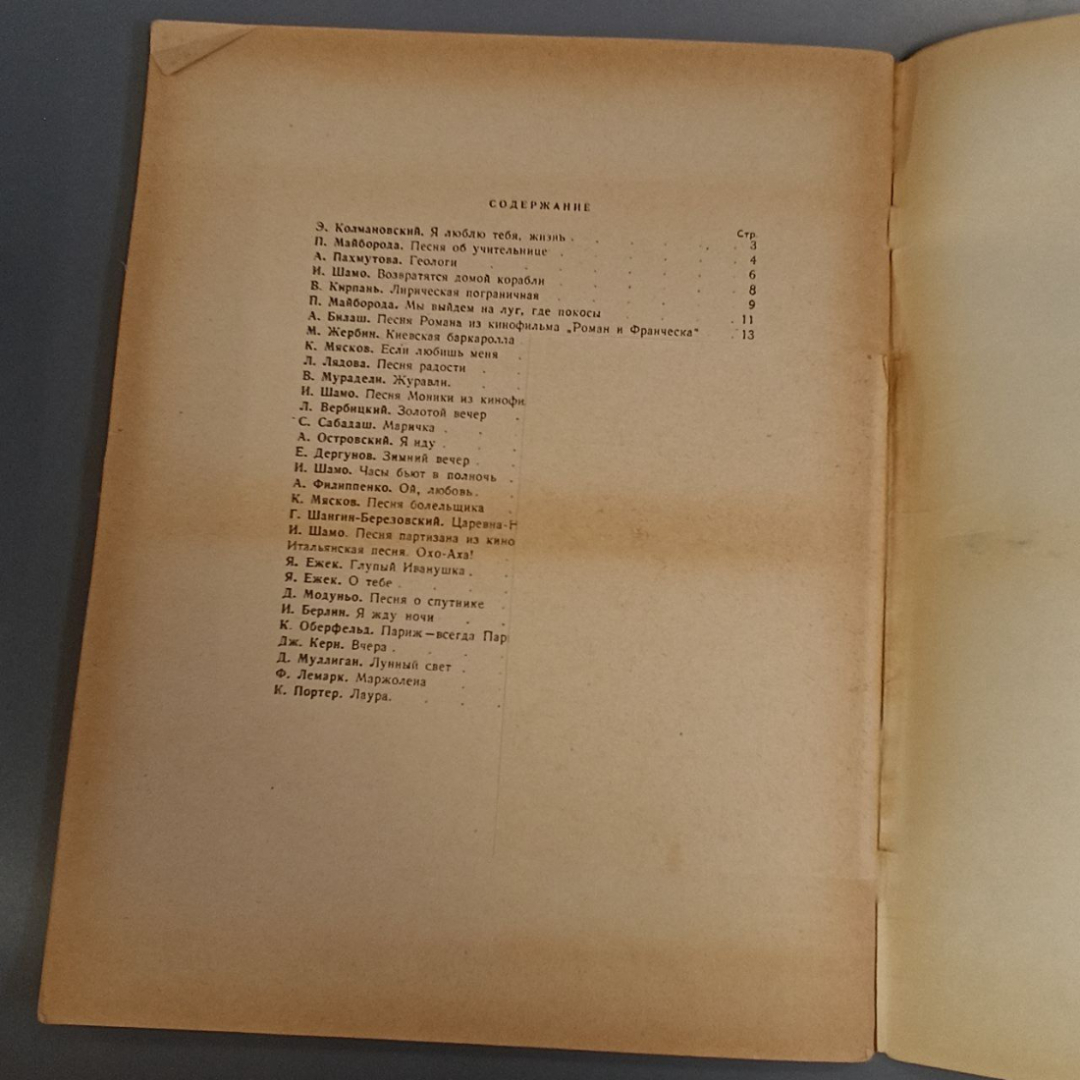 СОДЕРЖАНИЕ
Стр.
Э. Колмановский. Я люблю тебя, жизнь . . . . . . 3
П. Майборода. Песня об учительнице . . . . . . 4
А. Пахмутова. Геологи . . . . . . 6
И. Шамо. Возвратятся домой корабли . . . . . 8
В. Кирпань. Лирическая пограничная . . . . . 9
П. Майборода. Мы выйдем на луг, где покосы . . . . 11
А. Билаш. Песня Романа из кинофильма „Роман и Франческа“ . 13
М. Жербин. Киевская баркаролла .
К. Мясков. Если любишь меня .
Л. Лядова. Песня радости . .
В. Мурадели. Журавли. . .
И. Шамо. Песня Моники из кинофи
Л. Вербицкий. Золотой вечер .
С. Сабадаш. Маричка . . .
А. Островский. Я иду . . .
Е. Дергунов. Зимний вечер . .
И. Шамо. Часы бьют в полночь .
А. Филиппенко. Ой, любовь. .
К. Мясков. Песня болельщика .
Г. Шангин-Березовский. Царевна-Н
И. Шамо. Песня партизана из кино
Итальянская песня. Охо-Аха! .
Я. Ежек. Глупый Иванушка . .
Я. Ежек. О тебе . . . .
Д. Модуньо. Песня о спутнике .
И. Берлин. Я жду ночи . .
К. Оберфельд. Париж—всегда Пар
Дж. Керн. Вчера . . . .
Д. Муллиган. Лунный свет . .
Ф. Лемарк. Маржолена . .
К. Портер. Лаура. . . .